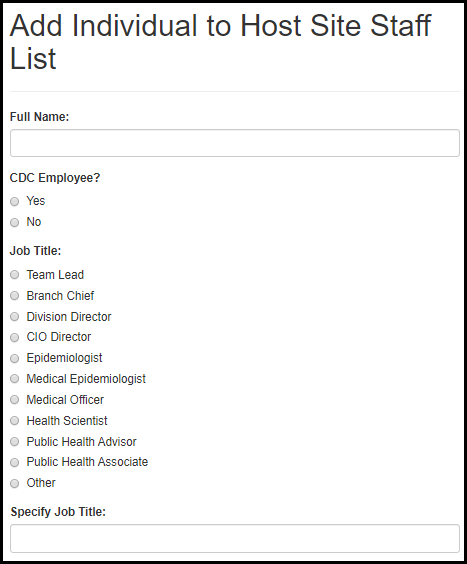 Add Individual to Host Site Staff
List
Full Name:
CDC Employee?
Yes
No
Job Title:
Team Lead
Branch Chief
Division Director
CIO Director
Epidemiologist
Medical Epidemiologist
Medical Officer
Health Scientist
Public Health Advisor
Public Health Associate
Other
Specify Job Title: